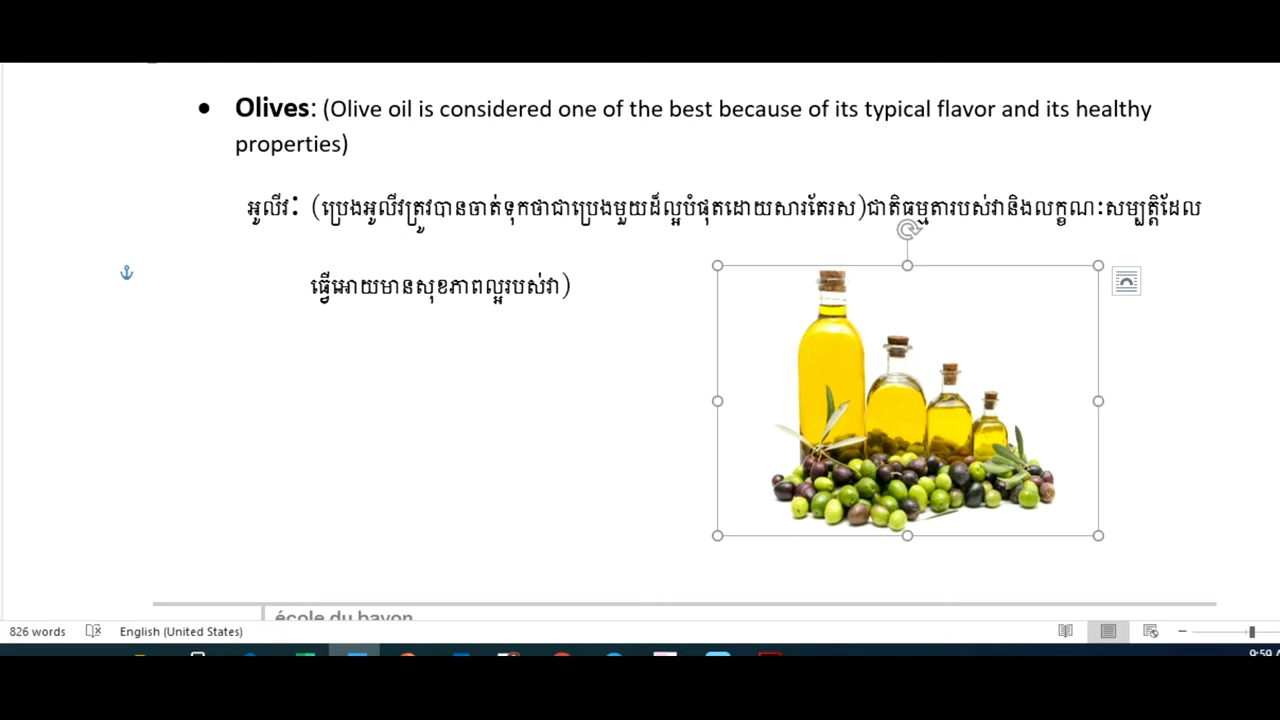 • Olives: (Olive oil is considered one of the best because of its typical flavor and its healthy
properties)
អូលីវៈ (ប្រេងអូលីវត្រូវបានចាត់ទុកថាជាប្រេងមួយដ៏ល្អបំផុតដោយសារតែរស)ជាតិធម្មតារបស់វានិងលក្ខណៈសម្បត្តិដែល
ធ្វើអោយមានសុខភាពល្អរបស់វា)
école du bayon
826 words English (United States)
9:59